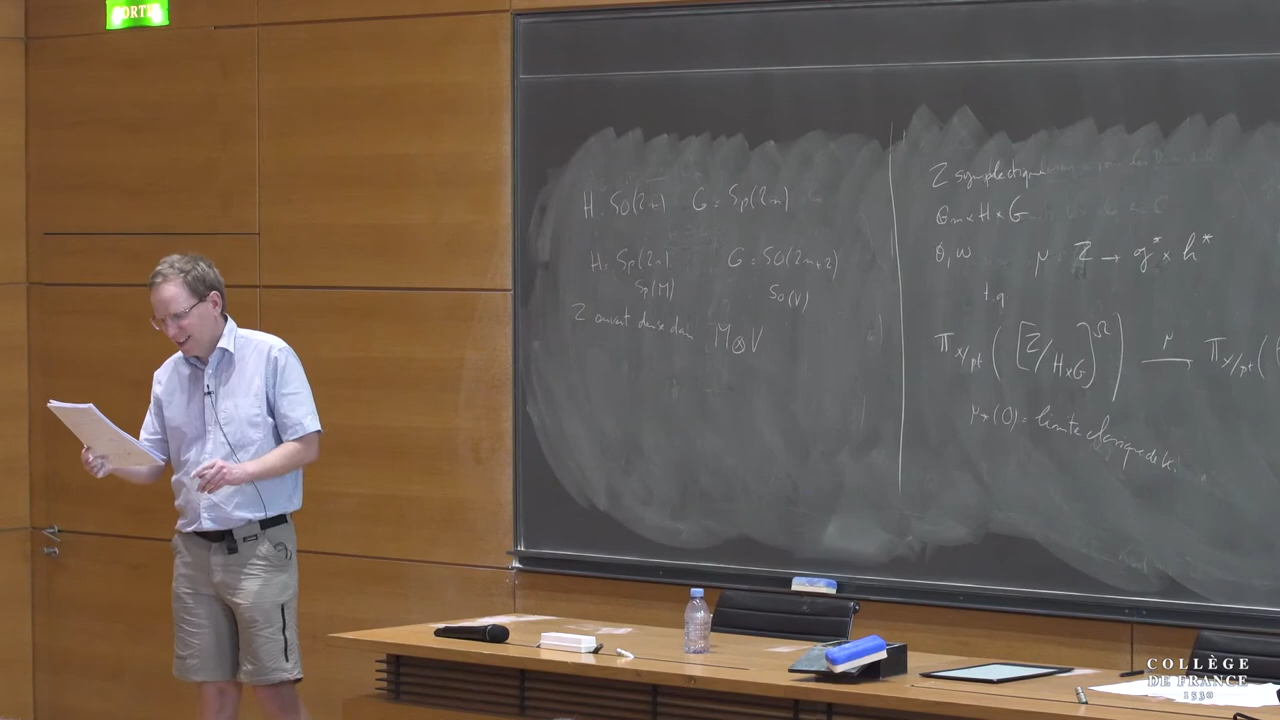 SORTIE
H = SO(2n) G = Sp(2n)
H = Sp(2n) G = SO(2n+2)
Sp(M) SO(V)
Z ouvert dense dans M⊗V
Z symplectique
Gm × H × G
μ Z → g* × h*
t.q.
π_{X/pt} ( [Z/H×G]^Ω ) μ π_{X/pt} (
limite classique de
COLLÈGE
DE FRANCE
1530